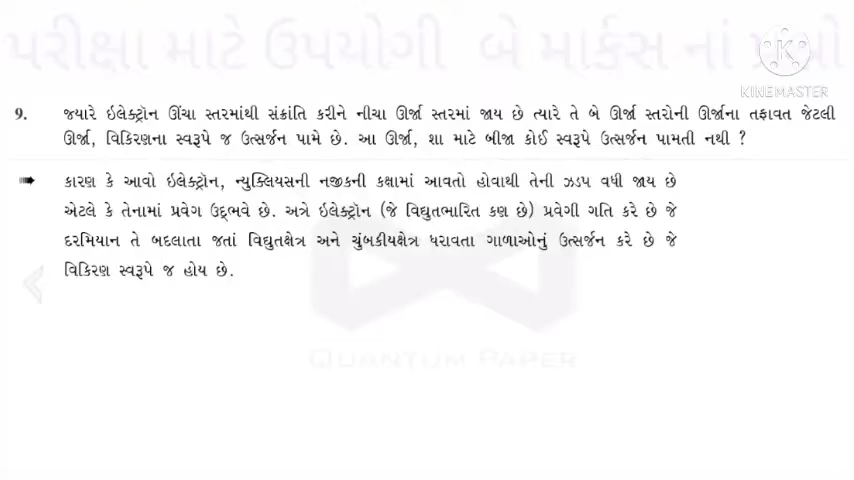 પરીક્ષા માટે ઉપયોગી બે માર્કસ નાં પ્રશ્નો
KINEMASTER
9. જ્યારે ઇલેક્ટ્રૉન ઊંચા સ્તરમાંથી સંક્રાંતિ કરીને નીચા ઊર્જા સ્તરમાં જાય છે ત્યારે તે બે ઊર્જા સ્તરોની ઊર્જાના તફાવત જેટલી
ઊર્જા, વિકિરણના સ્વરૂપે જ ઉત્સર્જન પામે છે. આ ઊર્જા, શા માટે બીજા કોઈ સ્વરૂપે ઉત્સર્જન પામતી નથી ?
➠ કારણ કે આવો ઇલેક્ટ્રૉન, ન્યુક્લિયસની નજીકની કક્ષામાં આવતો હોવાથી તેની ઝડપ વધી જાય છે
એટલે કે તેનામાં પ્રવેગ ઉદ્દભવે છે. અત્રે ઇલેક્ટ્રૉન (જે વિદ્યુતભારિત કણ છે) પ્રવેગી ગતિ કરે છે જે
દરમિયાન તે બદલાતા જતાં વિદ્યુતક્ષેત્ર અને ચુંબકીયક્ષેત્ર ધરાવતા ગાળાઓનું ઉત્સર્જન કરે છે જે
વિકિરણ સ્વરૂપે જ હોય છે.
QUANTUM PAPER